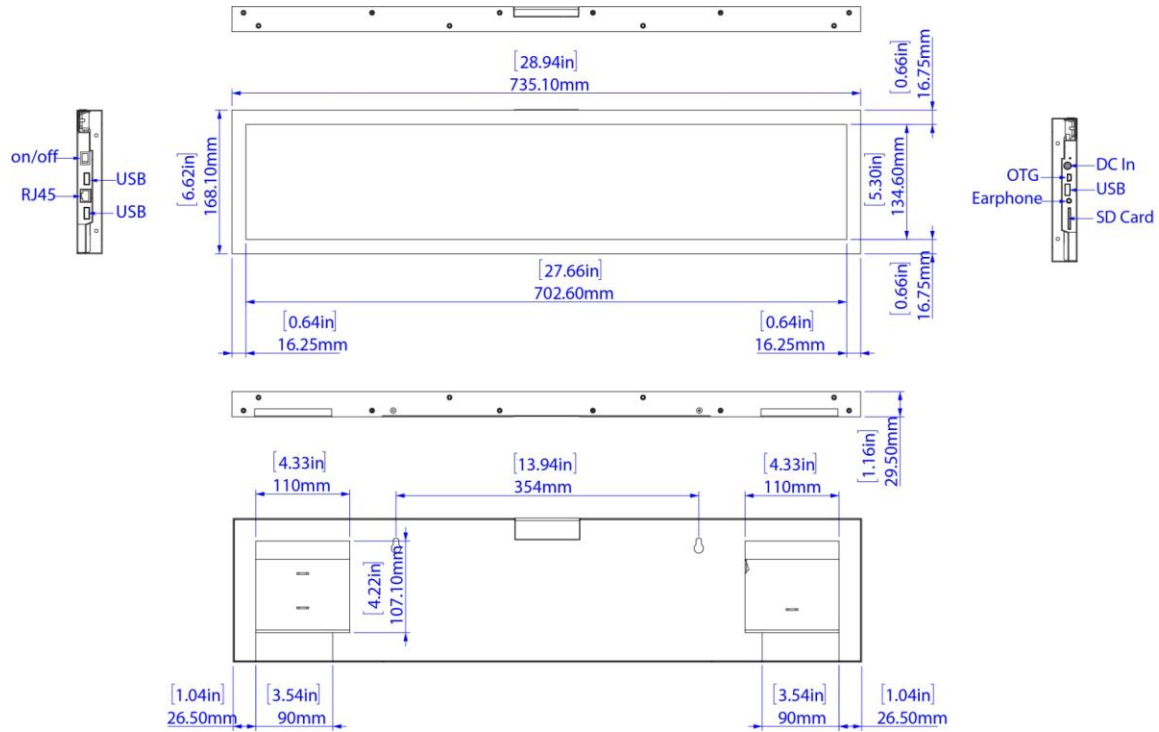 [28.94in]
735.10mm
[0.66in]
16.75mm
on/off
USB
RJ45
USB
[6.62in]
168.10mm
[5.30in]
134.60mm
DC In
OTG
USB
Earphone
SD Card
[27.66in]
702.60mm
[0.66in]
16.75mm
[0.64in]
16.25mm
[0.64in]
16.25mm
[1.16in]
29.50mm
[4.33in]
110mm
[13.94in]
354mm
[4.33in]
110mm
[4.22in]
107.10mm
[1.04in]
26.50mm
[3.54in]
90mm
[3.54in]
90mm
[1.04in]
26.50mm